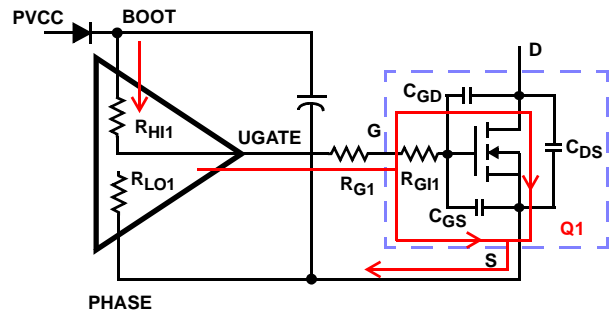 PVCC
BOOT
D
CGD
RHI1
UGATE
G
CDS
RLO1
RG1
RGI1
CGS
Q1
S
PHASE